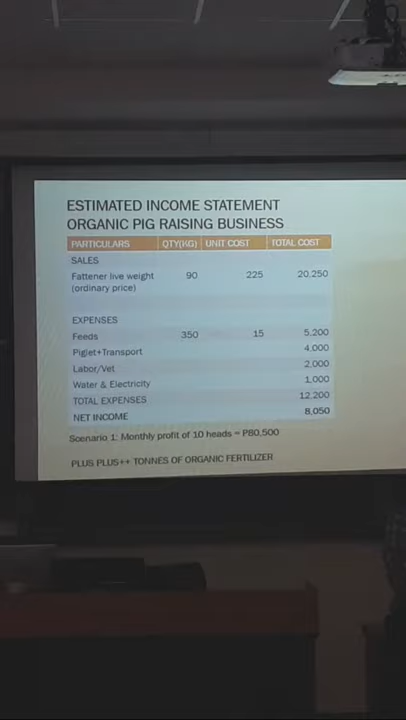 ESTIMATED INCOME STATEMENT
ORGANIC PIG RAISING BUSINESS
PARTICULARS QTY(KG) UNIT COST TOTAL COST
SALES
Fattener live weight 90 225 20.250
(ordinary price)
EXPENSES
Feeds 350 15 5.200
Piglet+Transport 4,000
Labor/Vet 2,000
Water & Electricity 1,000
TOTAL EXPENSES 12.200
NET INCOME 8,050
Scenario 1: Monthly profit of 10 heads = P80,500
PLUS PLUS++ TONNES OF ORGANIC FERTILIZER